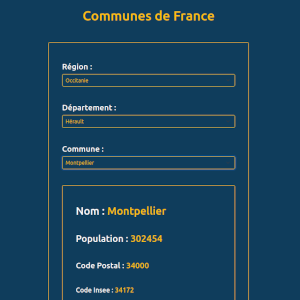 Communes de France
Région :
Occitanie
Département :
Hérault
Commune :
Montpellier
Nom : Montpellier
Population : 302454
Code Postal : 34000
Code Insee : 34172